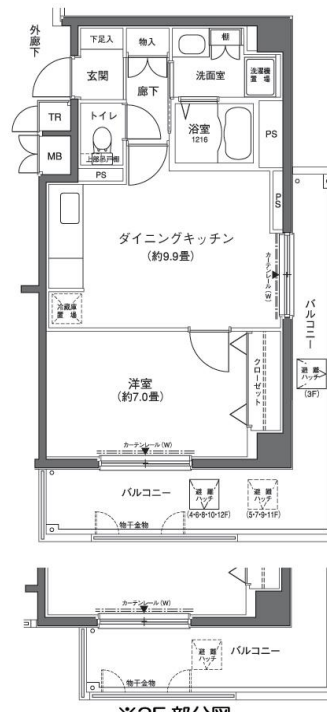 外廊下
下足入
物入
棚
玄関
廊下
洗面室
洗濯機
置場
TR
トイレ
浴室
1216
PS
MB
上部吊戸棚
PS
PS
ダイニングキッチン
(約9.9畳)
カーテンレール(W)
冷蔵庫
置場
バルコニー
洋室
(約7.0畳)
クローゼット
避難
ハッチ
(3F)
カーテンレール(W)
バルコニー
避難
ハッチ
(4・6・8・10・12F)
避難
ハッチ
(5・7・9・11F)
物干金物
カーテンレール(W)
避難
ハッチ
バルコニー
物干金物